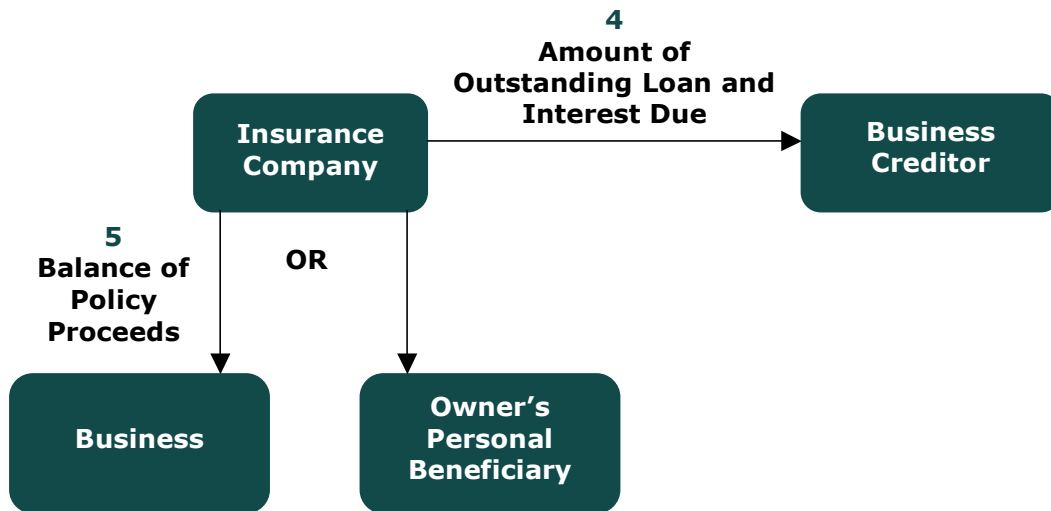 4
Amount of
Outstanding Loan and
Interest Due
Insurance
Company
Business
Creditor
5
Balance of
Policy
Proceeds
OR
Business
Owner’s
Personal
Beneficiary